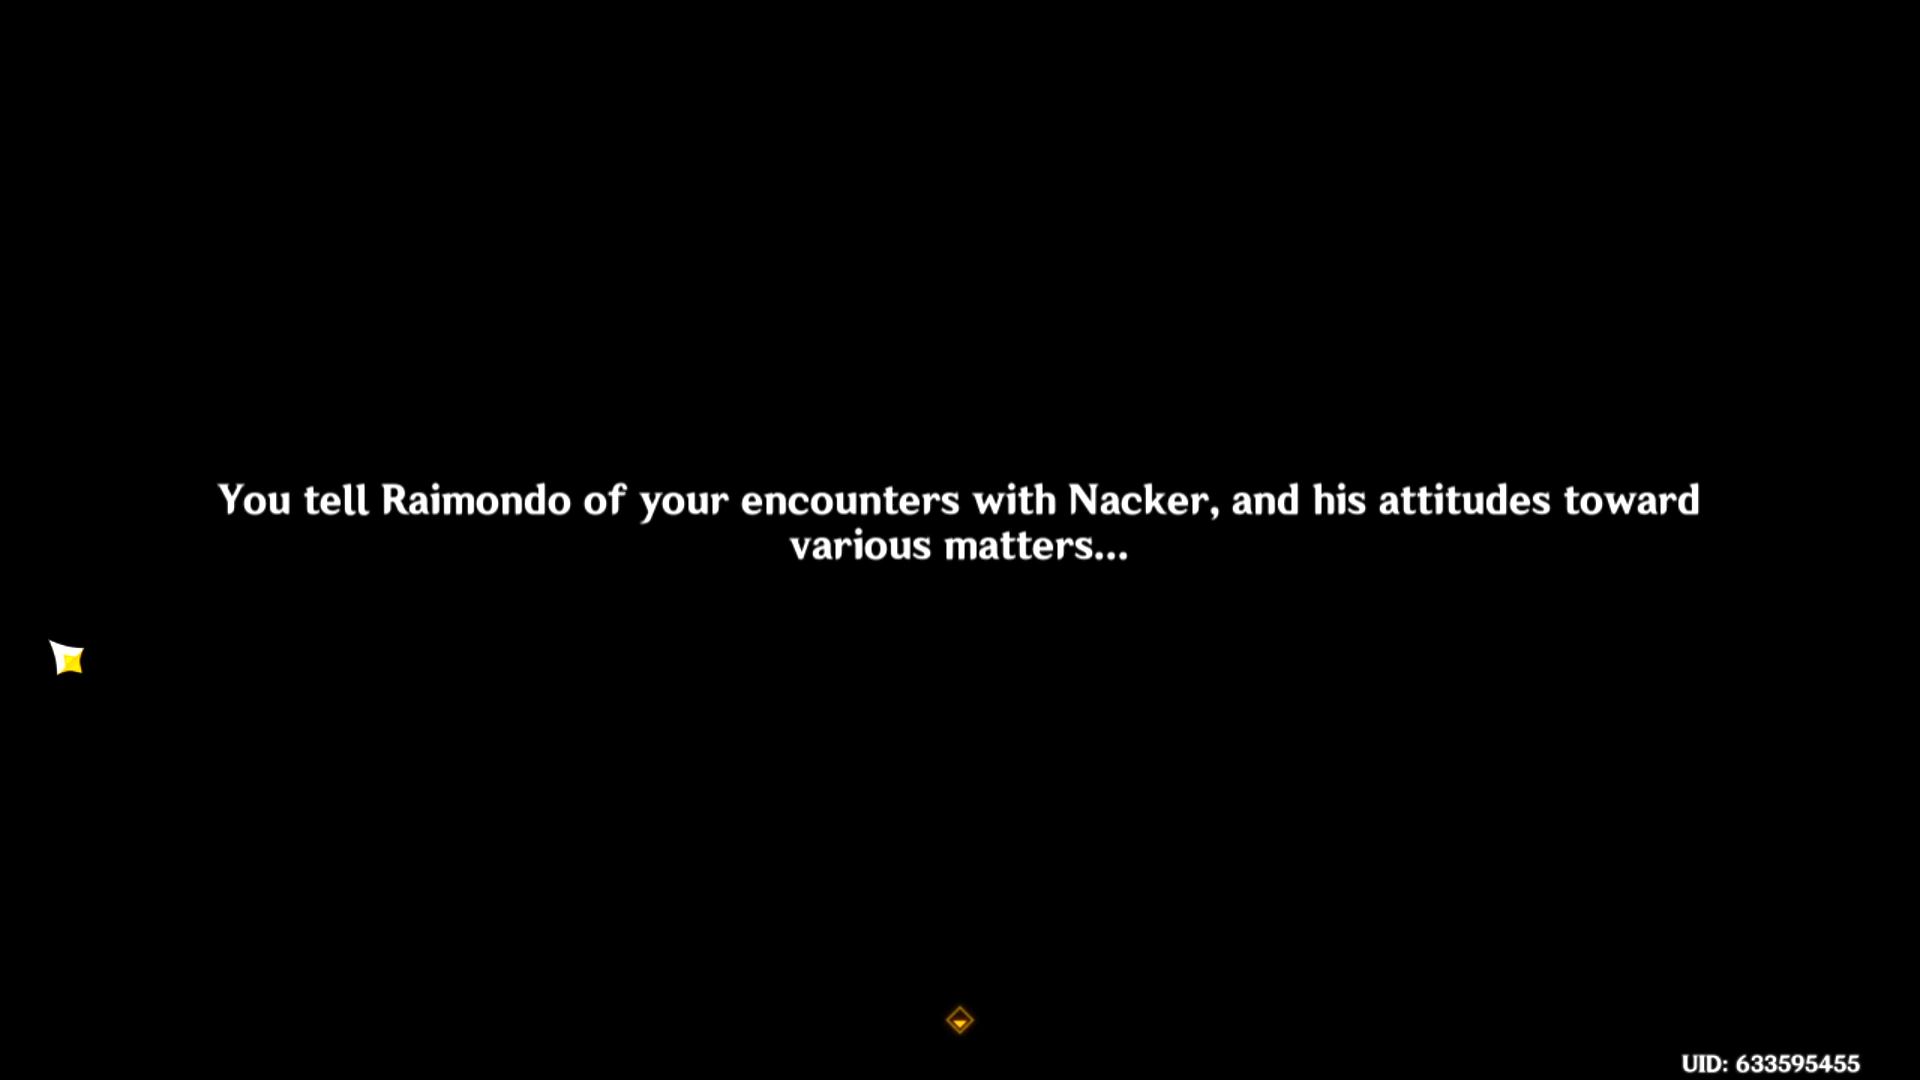 You tell Raimondo of your encounters with Nacker, and his attitudes toward
various matters...
UID: 633595455